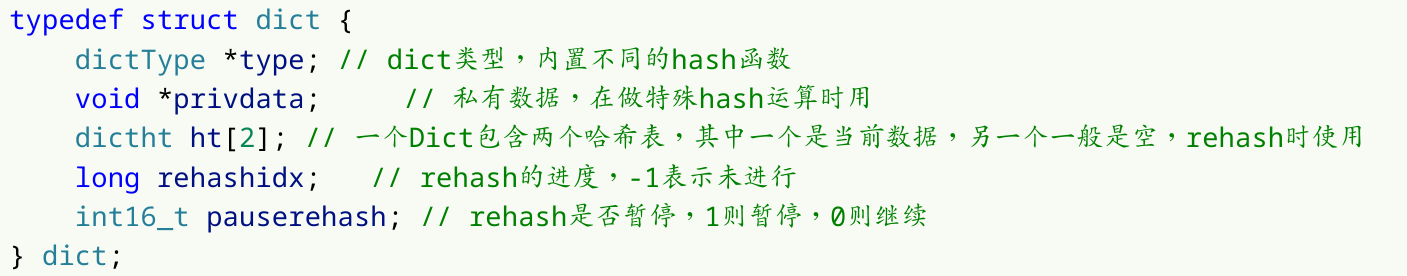 typedef struct dict {
    dictType *type; // dict类型，内置不同的hash函数
    void *privdata;     // 私有数据，在做特殊hash运算时用
    dictht ht[2]; // 一个Dict包含两个哈希表，其中一个是当前数据，另一个一般是空，rehash时使用
    long rehashidx;   // rehash的进度，-1表示未进行
    int16_t pauserehash; // rehash是否暂停，1则暂停，0则继续
} dict;